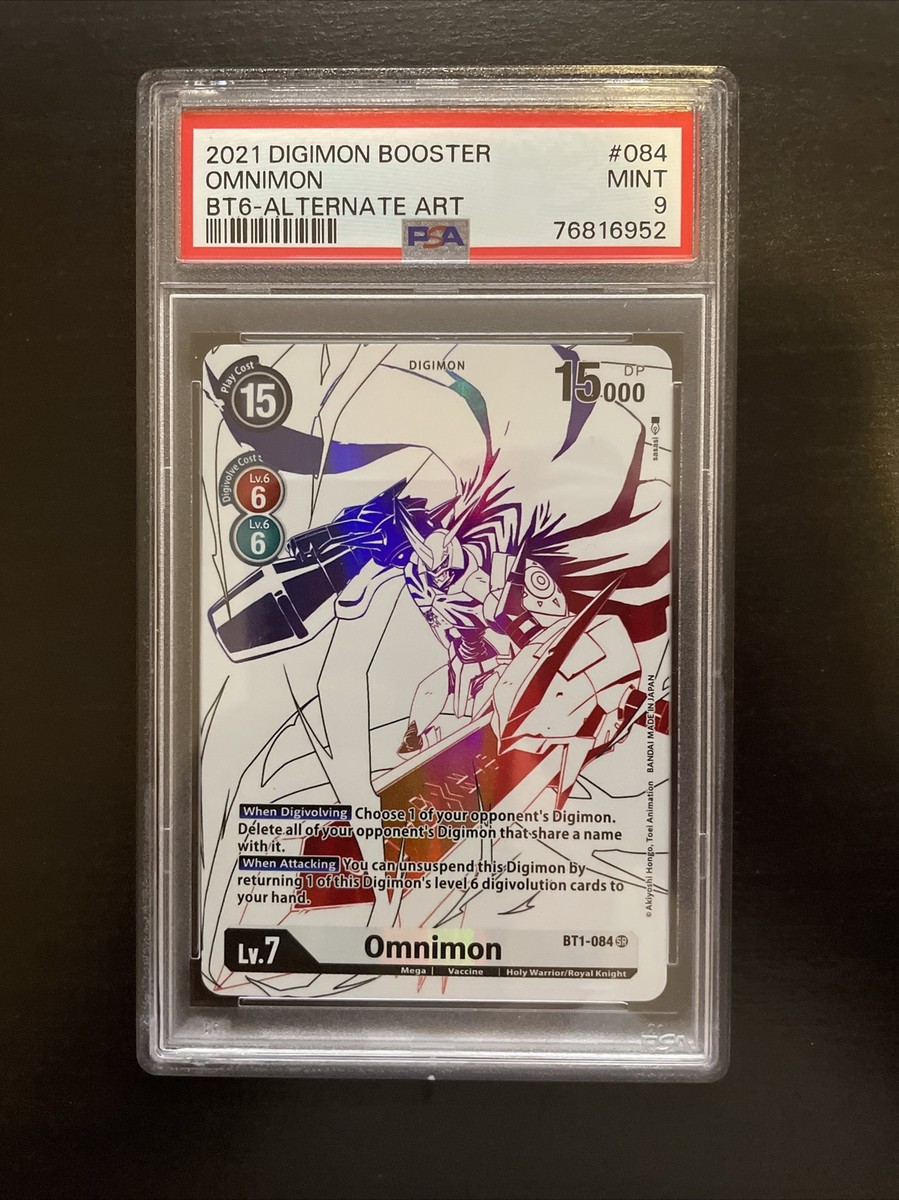 2021 DIGIMON BOOSTER #084
OMNIMON MINT
BT6-ALTERNATE ART 9
PSA 76816952
DIGIMON
Play Cost
15
15000
DP
sasasi
Digivolve Cost
Lv.6
6
Lv.6
6
When Digivolving Choose 1 of your opponent's Digimon.
Delete all of your opponent's Digimon that share a name
with it.
When Attacking You can unsuspend this Digimon by
returning 1 of this Digimon's level 6 digivolution cards to
your hand.
© Akiyoshi Hongo, Toei Animation BANDAI MADE IN JAPAN
Lv.7 Omnimon BT1-084 SR
Mega | Vaccine | Holy Warrior/Royal Knight
PSA